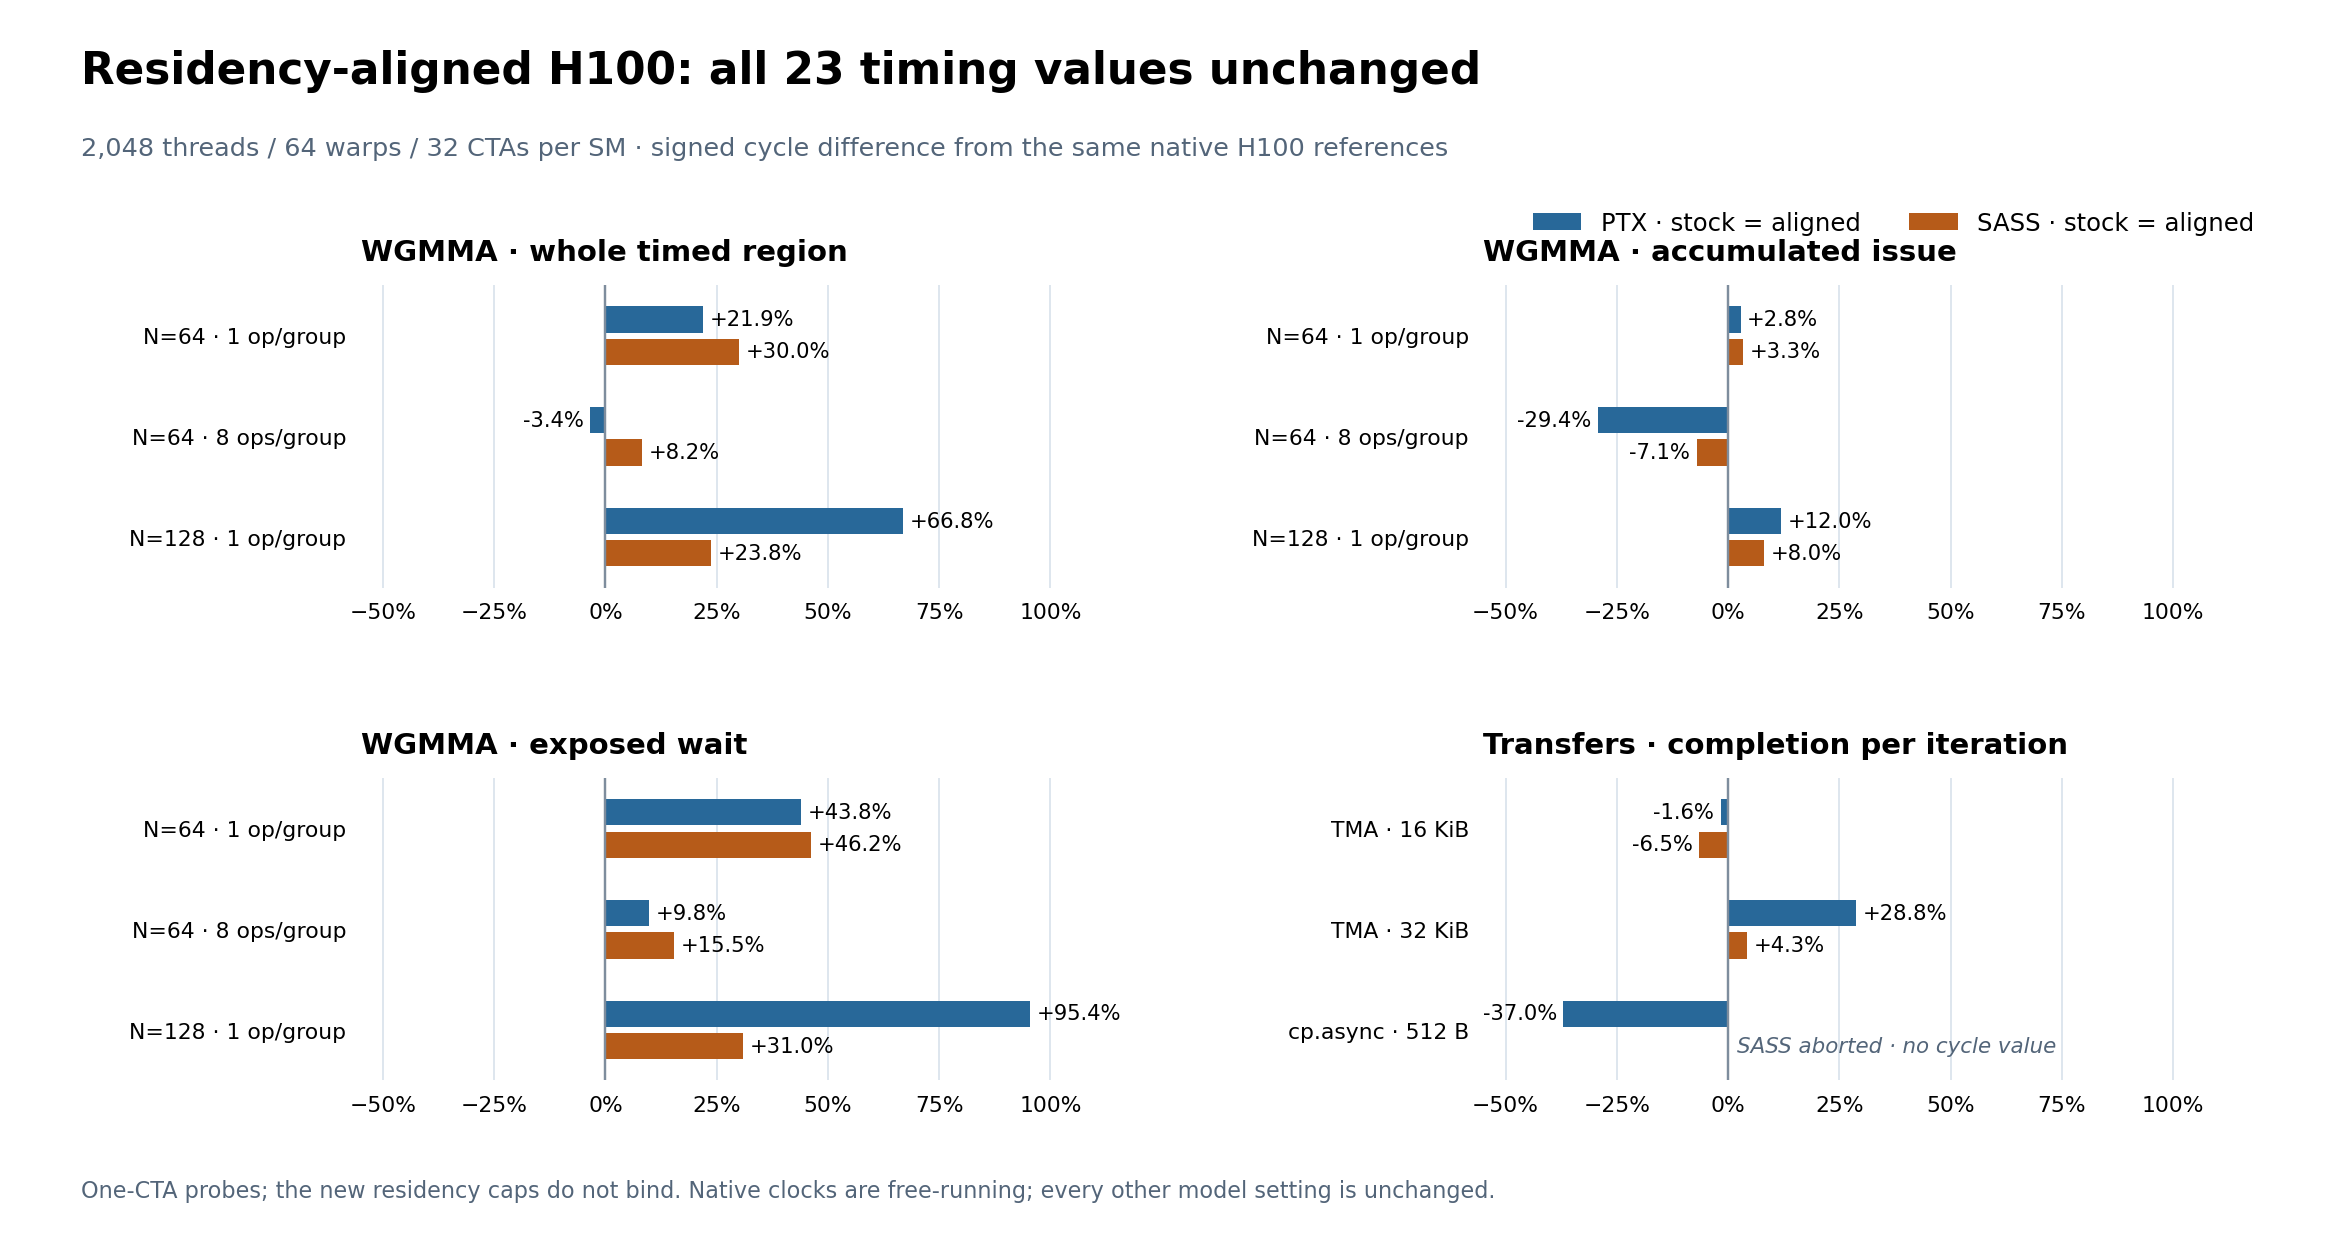 Residency-aligned H100: all 23 timing values unchanged
2,048 threads / 64 warps / 32 CTAs per SM · signed cycle difference from the same native H100 references
PTX · stock = aligned
SASS · stock = aligned
WGMMA · whole timed region
N=64 · 1 op/group
+21.9%
+30.0%
N=64 · 8 ops/group
-3.4%
+8.2%
N=128 · 1 op/group
+66.8%
+23.8%
−50% −25% 0% 25% 50% 75% 100%
WGMMA · accumulated issue
N=64 · 1 op/group
+2.8%
+3.3%
N=64 · 8 ops/group
-29.4%
-7.1%
N=128 · 1 op/group
+12.0%
+8.0%
−50% −25% 0% 25% 50% 75% 100%
WGMMA · exposed wait
N=64 · 1 op/group
+43.8%
+46.2%
N=64 · 8 ops/group
+9.8%
+15.5%
N=128 · 1 op/group
+95.4%
+31.0%
−50% −25% 0% 25% 50% 75% 100%
Transfers · completion per iteration
TMA · 16 KiB
-1.6%
-6.5%
TMA · 32 KiB
+28.8%
+4.3%
cp.async · 512 B
-37.0%
SASS aborted · no cycle value
−50% −25% 0% 25% 50% 75% 100%
One-CTA probes; the new residency caps do not bind. Native clocks are free-running; every other model setting is unchanged.